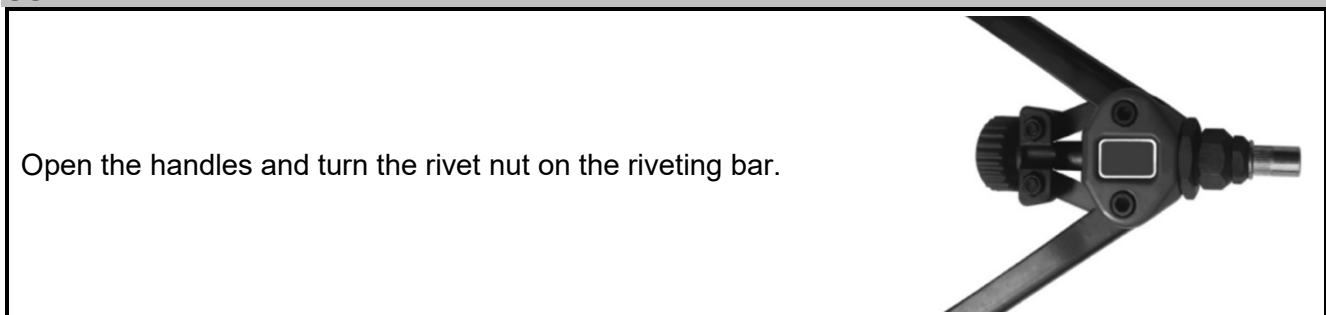 Open the handles and turn the rivet nut on the riveting bar.